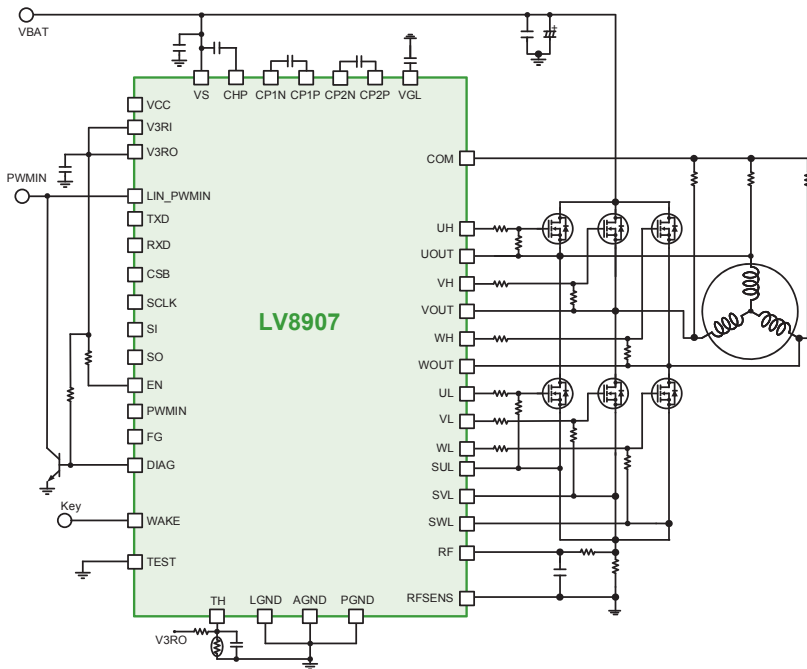 VBAT
VS CHP CP1N CP1P CP2N CP2P VGL
VCC
V3RI
V3RO
PWMIN
LIN_PWMIN
TXD
RXD
CSB
SCLK
SI
SO
EN
PWMIN
FG
DIAG
Key
WAKE
TEST
LV8907
COM
UH
UOUT
VH
VOUT
WH
WOUT
UL
VL
WL
SUL
SVL
SWL
RF
RFSENS
TH LGND AGND PGND
V3RO
+